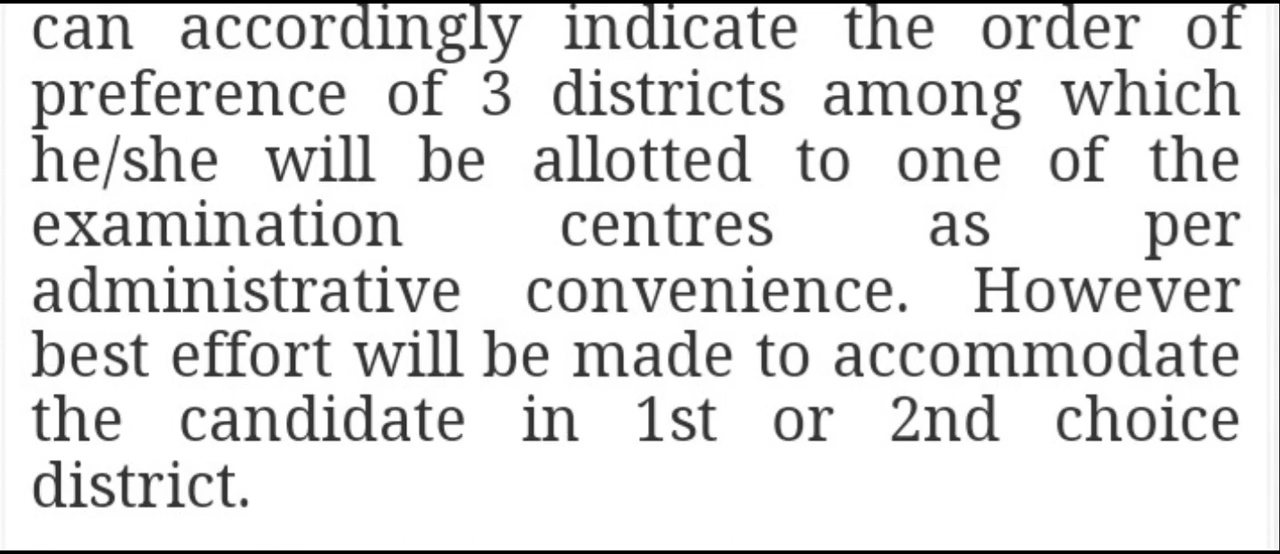 can accordingly indicate the order of
preference of 3 districts among which
he/she will be allotted to one of the
examination centres as per
administrative convenience. However
best effort will be made to accommodate
the candidate in 1st or 2nd choice
district.